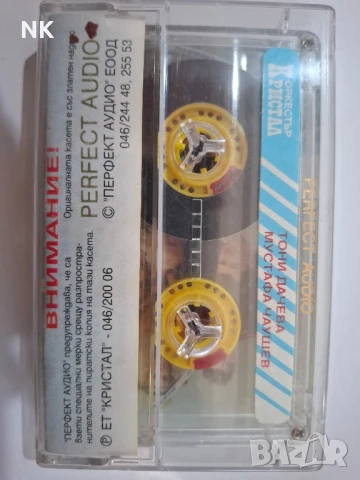 NK
ВНИМАНИЕ!
"ПЕРФЕКТ АУДИО" предупреждава, че са
взети специални мерки срещу разпростра-
нителите на пиратски копия на тази касета.
Оригиналната касета е със златен надпис:
PERFECT AUDIO
© "ПЕРФЕКТ АУДИО" ЕООД
046/244 48, 255 53
Ⓟ ЕТ "КРИСТАЛ" - 046/200 06
ОРКЕСТЪР
КРИСТАЛ
ТОНИ ДАЧЕВА
МУСТАФА ЧАУШЕВ
PERFECT AUDIO
BAZAR